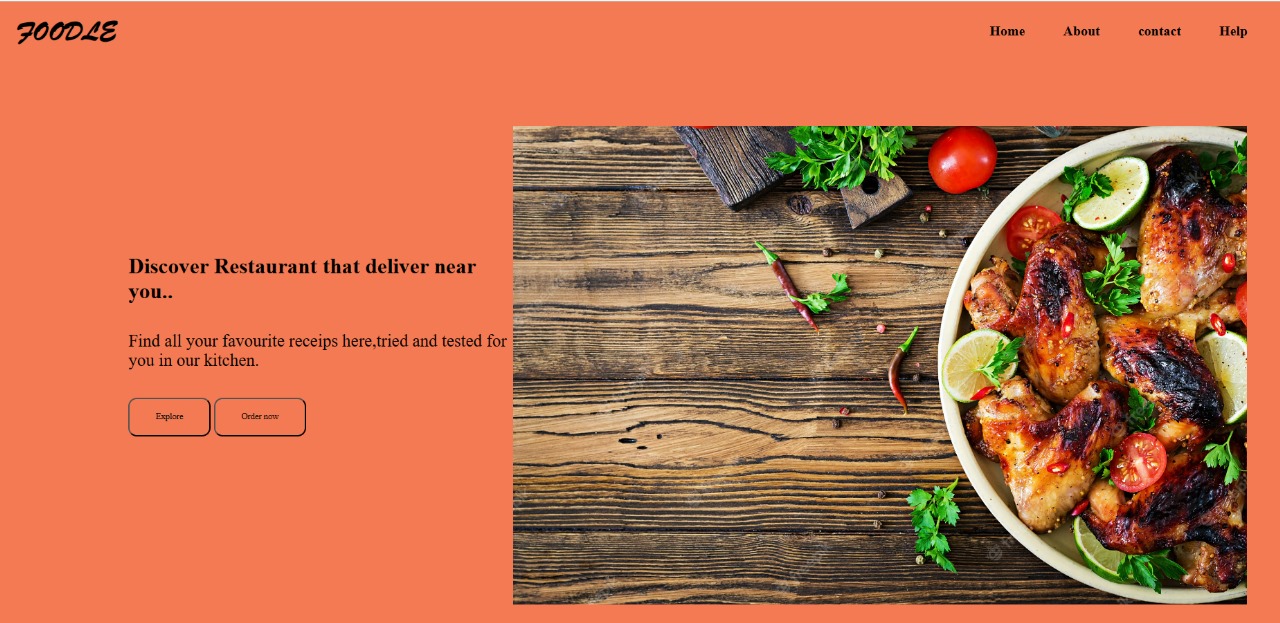 FOODLE
Home About contact Help
Discover Restaurant that deliver near
you..
Find all your favourite receips here,tried and tested for
you in our kitchen.
Explore Order now